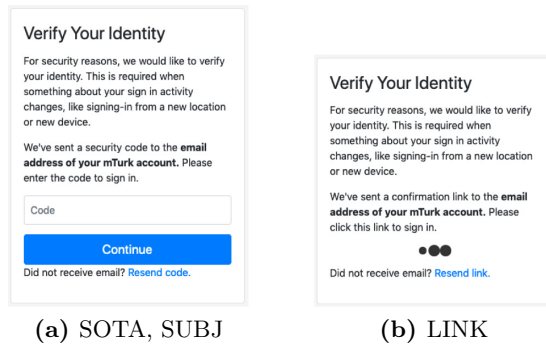 Verify Your Identity
For security reasons, we would like to verify
your identity. This is required when
something about your sign in activity
changes, like signing-in from a new location
or new device.
We've sent a security code to the email
address of your mTurk account. Please
enter the code to sign in.
Code
Continue
Did not receive email? Resend code.
(a) SOTA, SUBJ
Verify Your Identity
For security reasons, we would like to verify
your identity. This is required when
something about your sign in activity
changes, like signing-in from a new location
or new device.
We've sent a confirmation link to the email
address of your mTurk account. Please
click this link to sign in.
Did not receive email? Resend link.
(b) LINK